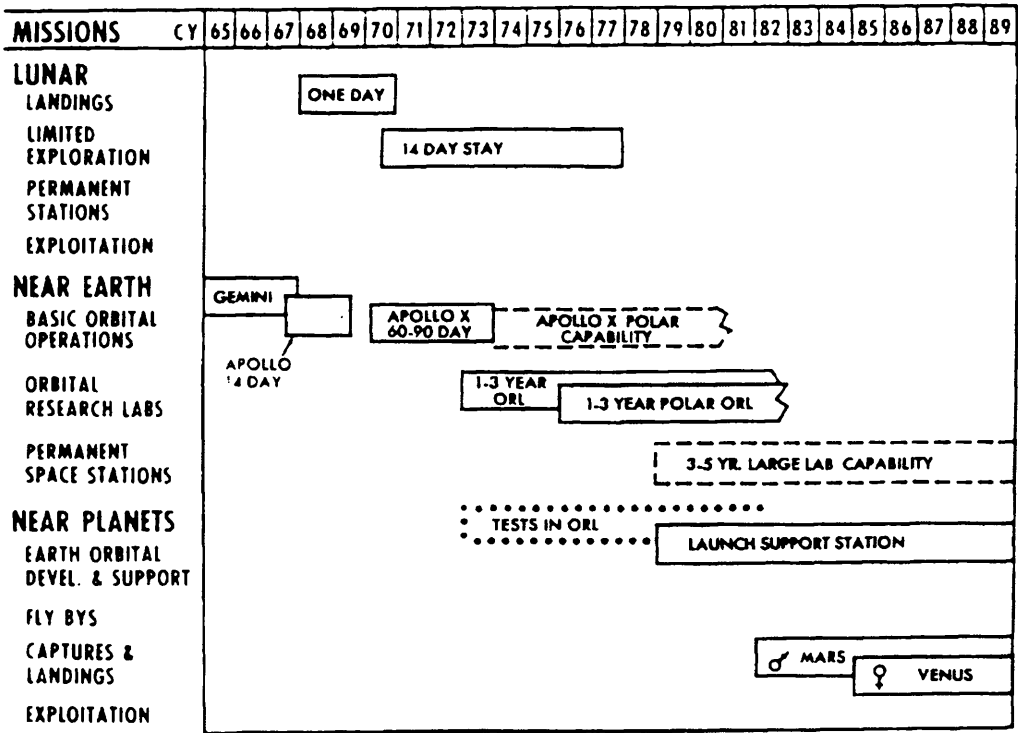 MISSIONS CY 65 66 67 68 69 70 71 72 73 74 75 76 77 78 79 80 81 82 83 84 85 86 87 88 89
LUNAR
LANDINGS
ONE DAY
LIMITED
EXPLORATION
14 DAY STAY
PERMANENT
STATIONS
EXPLOITATION
NEAR EARTH
BASIC ORBITAL
OPERATIONS
GEMINI
APOLLO
14 DAY
APOLLO X
60-90 DAY
APOLLO X POLAR
CAPABILITY
ORBITAL
RESEARCH LABS
1-3 YEAR
ORL
1-3 YEAR POLAR ORL
PERMANENT
SPACE STATIONS
3-5 YR. LARGE LAB CAPABILITY
NEAR PLANETS
EARTH ORBITAL
DEVEL. & SUPPORT
TESTS IN ORL
LAUNCH SUPPORT STATION
FLY BYS
CAPTURES &
LANDINGS
♂ MARS
♀ VENUS
EXPLOITATION